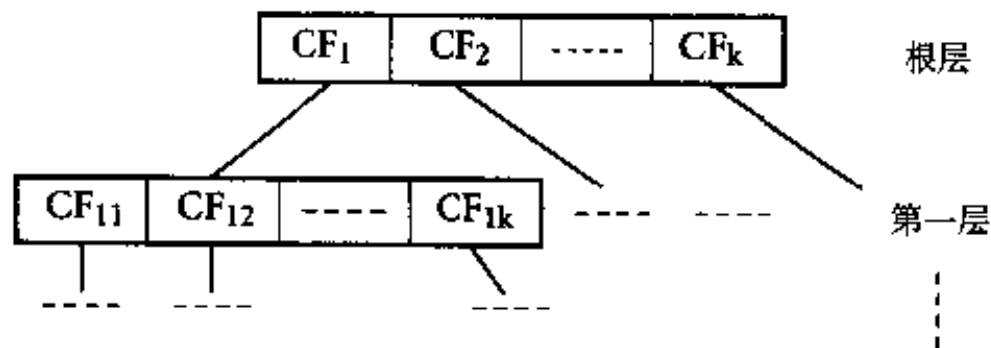 CF₁ CF₂ ----- CFₖ 根层
CF₁₁ CF₁₂ ----- CF₁ₖ ---- ---- 第一层